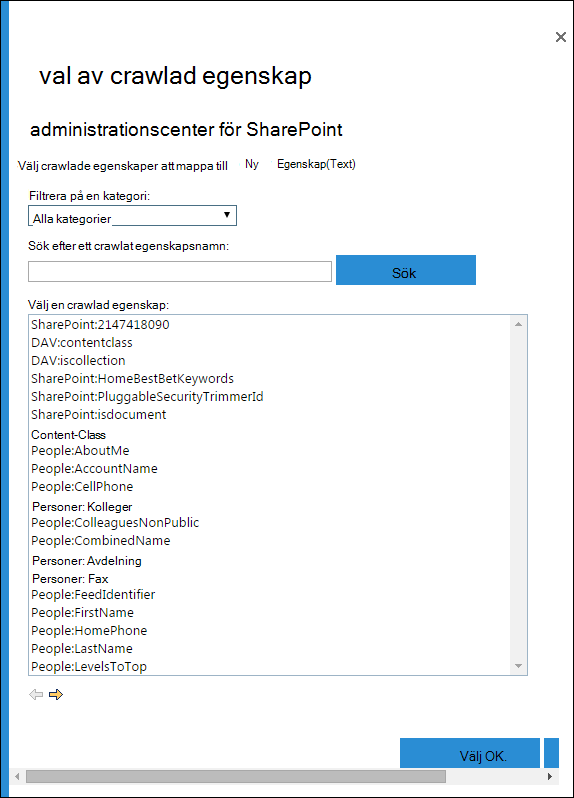 val av crawlad egenskap
administrationscenter för SharePoint
Välj crawlade egenskaper att mappa till Ny Egenskap(Text)
Filtrera på en kategori:
Alla kategorier
Sök efter ett crawlat egenskapsnamn:
Sök
Välj en crawlad egenskap:
SharePoint:2147418090
DAV:contentclass
DAV:iscollection
SharePoint:HomeBestBetKeywords
SharePoint:PluggableSecurityTrimmerId
SharePoint:isdocument
Content-Class
People:AboutMe
People:AccountName
People:CellPhone
Personer: Kolleger
People:ColleaguesNonPublic
People:CombinedName
Personer: Avdelning
Personer: Fax
People:FeedIdentifier
People:FirstName
People:HomePhone
People:LastName
People:LevelsToTop
Välj OK.